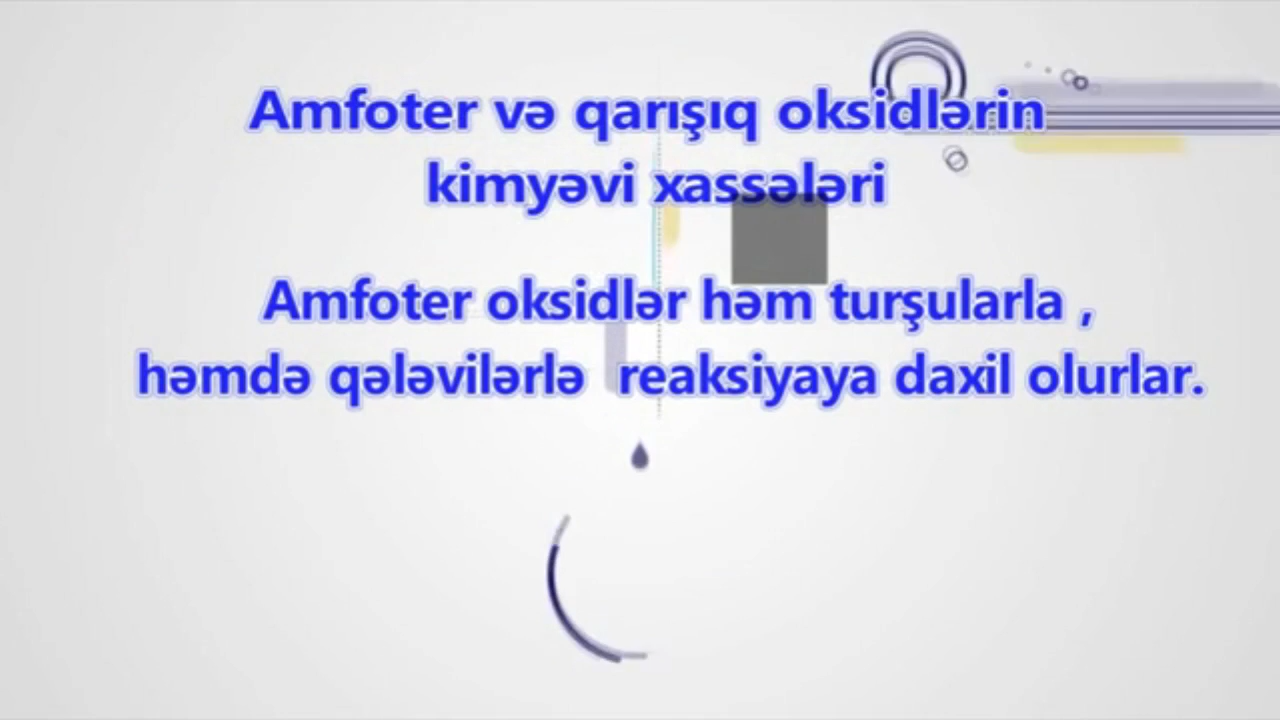 Amfoter və qarışıq oksidlərin
kimyəvi xassələri
Amfoter oksidlər həm turşularla ,
həmdə qələvilərlə reaksiyaya daxil olurlar.